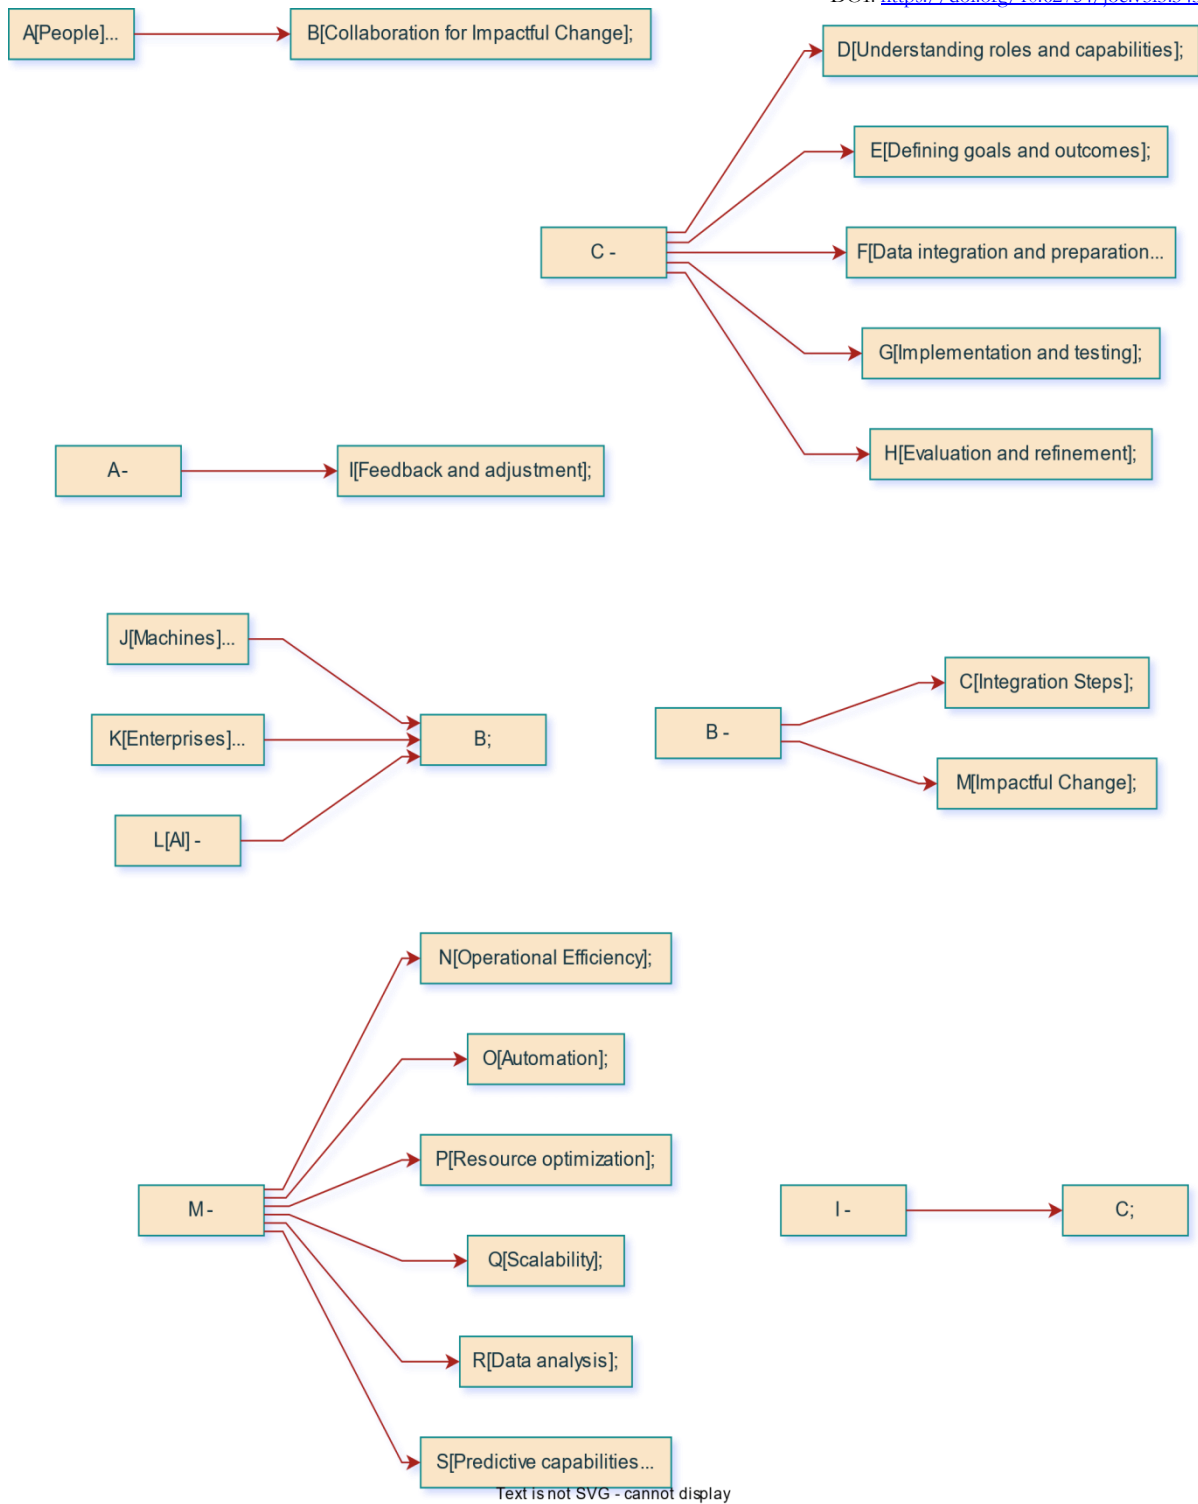 A[People]...
B[Collaboration for Impactful Change];
D[Understanding roles and capabilities];
E[Defining goals and outcomes];
C -
F[Data integration and preparation...
G[Implementation and testing];
H[Evaluation and refinement];
A-
I[Feedback and adjustment];
J[Machines]...
K[Enterprises]...
L[AI] -
B;
B -
C[Integration Steps];
M[Impactful Change];
N[Operational Efficiency];
O[Automation];
P[Resource optimization];
M -
Q[Scalability];
R[Data analysis];
S[Predictive capabilities...
I -
C;
Text is not SVG - cannot display